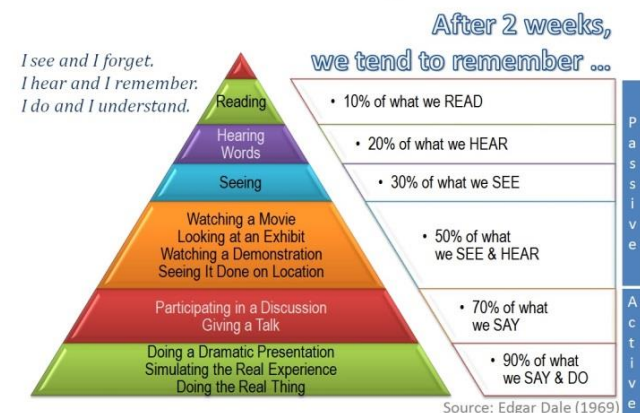 After 2 weeks,
we tend to remember ...
I see and I forget.
I hear and I remember.
I do and I understand.
Reading
• 10% of what we READ
Hearing
Words
• 20% of what we HEAR
Seeing
• 30% of what we SEE
Watching a Movie
Looking at an Exhibit
Watching a Demonstration
Seeing It Done on Location
• 50% of what
we SEE & HEAR
Participating in a Discussion
Giving a Talk
• 70% of what
we SAY
Doing a Dramatic Presentation
Simulating the Real Experience
Doing the Real Thing
• 90% of what
we SAY & DO
Passive
Active
Source: Edgar Dale (1969)